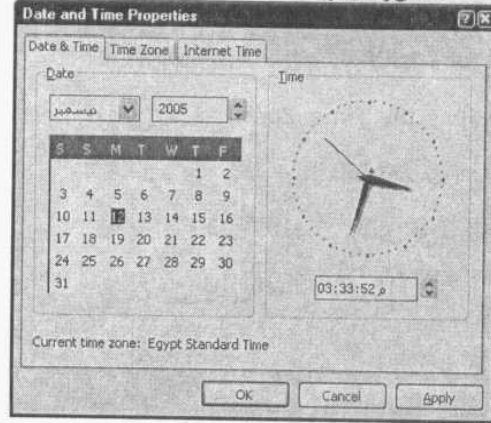 Date and Time Properties
Date & Time Time Zone Internet Time
Date
Time
ديسمبر 2005
S S M T W T F
1 2
3 4 5 6 7 8 9
10 11 12 13 14 15 16
17 18 19 20 21 22 23
24 25 26 27 28 29 30
31
03:33:52 م
Current time zone: Egypt Standard Time
OK Cancel Apply